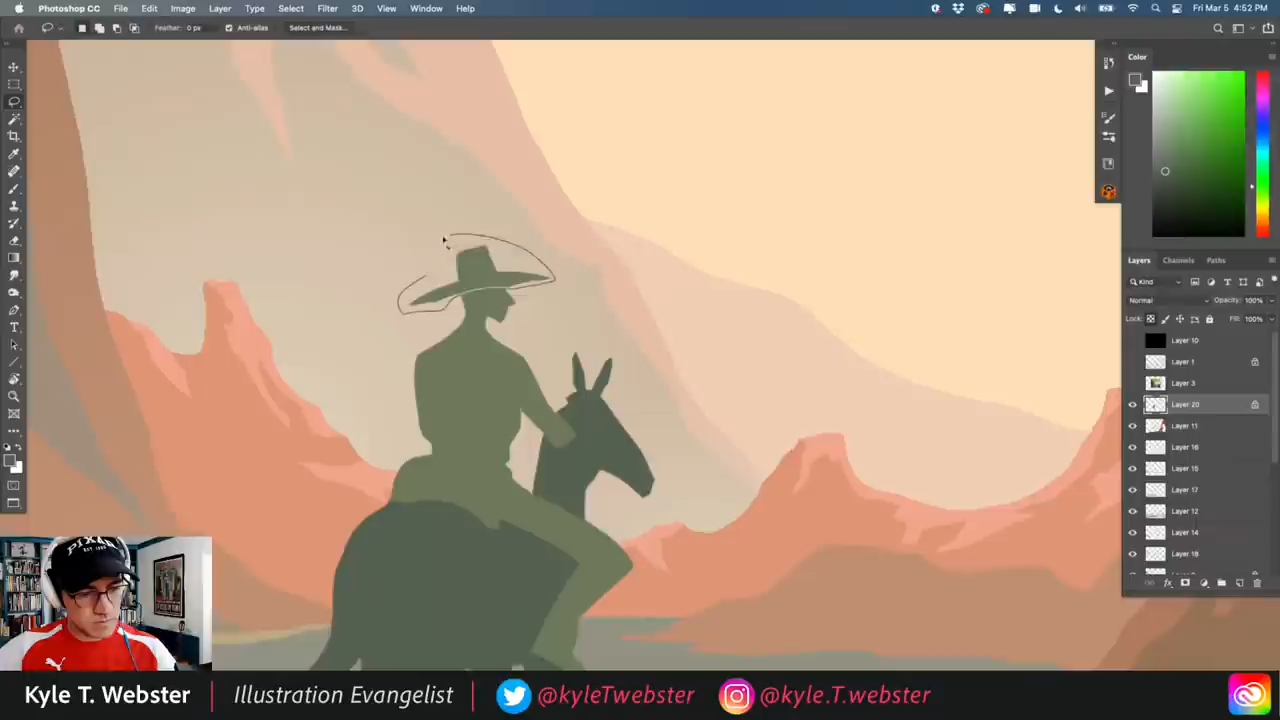 Photoshop CC File Edit Image Layer Type Select Filter 3D View Window Help Fri Mar 5 4:52 PM
Feather: 0 px Anti-alias Select and Mask...
Color
Layers Channels Paths
Kind
Normal Opacity: 100%
Lock: Fill: 100%
Layer 10
Layer 1
Layer 3
Layer 20
Layer 11
Layer 16
Layer 15
Layer 17
Layer 12
Layer 14
Layer 18
PIXAR
Kyle T. Webster | Illustration Evangelist | @kyleTwebster @kyle.T.webster